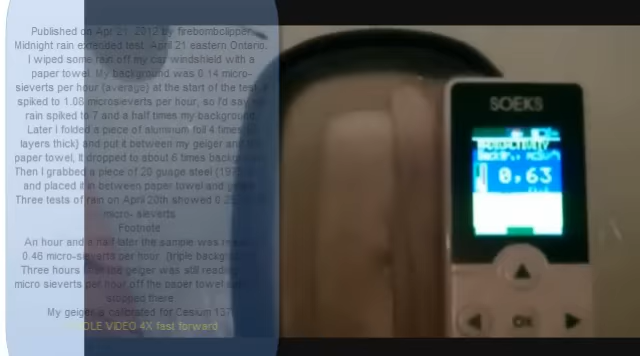 Published on Apr 21, 2012 by firebombclipper.
Midnight rain extended test. April 21 eastern Ontario.
I wiped some rain off my car windshield with a
paper towel. My background was 0.14 micro-
sieverts per hour (average) at the start of the test.
spiked to 1.08 microsieverts per hour, so I'd say
rain spiked to 7 and a half times my background
Later I folded a piece of aluminum foil 4 times
layers thick) and put it between my geiger and
paper towel, It dropped to about 6 times
Then I grabbed a piece of 20 guage steel
and placed it in between paper towel and
Three tests of rain on April 20th showed
micro- sieverts
Footnote
An hour and a half later the sample was
0.46 micro-sieverts per hour. (triple
Three hours the geiger was still reading
micro sieverts per hour off the paper towel
stopped there.
My geiger is calibrated for Cesium 137
VIDEO 4X fast forward
SOEKS
RADIOACTIVITY
0,63
OK